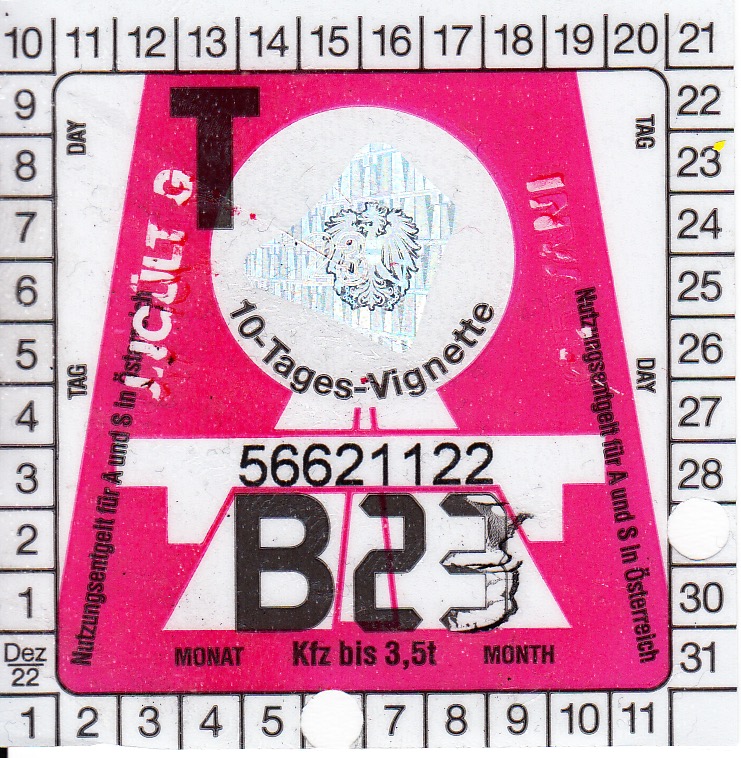 10 11 12 13 14 15 16 17 18 19 20 21
9 DAY T TAG 22
8 23
7 24
6 25
5 TAG DAY 26
4 27
3 28
2
1 30
Dez 22 31
1 2 3 4 5 7 8 9 10 11
10-Tages-Vignette
Nutzungsentgelt für A und S in Österreich
Nutzungsentgelt für A und S in Österreich
56621122
B23
MONAT Kfz bis 3,5t MONTH